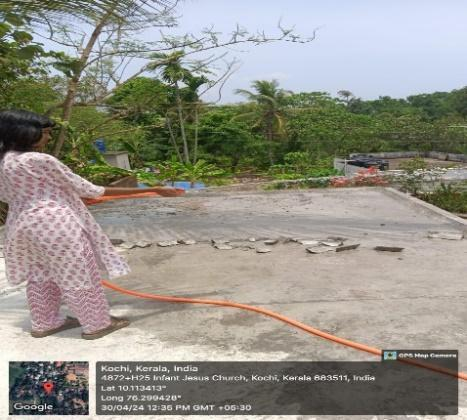 GPS Map Camera
Kochi, Kerala, India
4872+H25 Infant Jesus Church, Kochi, Kerala 683511, India
Lat 10.113413°
Long 76.299428°
30/04/24 12:35 PM GMT +05:30
Google